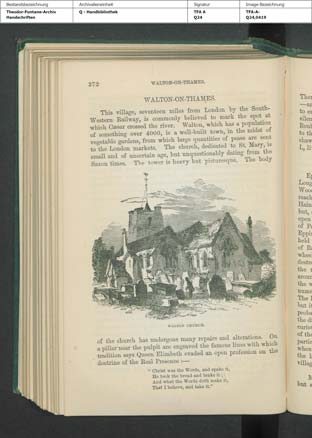 Bestandsbezeichnung Archivalieneinheit Signatur Image-Bezeichnung
Theodor-Fontane-Archiv Q - Handbibliothek TFA A TFA-A-
Handschriften Q24 Q24,0419
272 WALTON-ON-THAMES.
WALTON-ON-THAMES.
This village, seventeen miles from London by the South-
Western Railway, is commonly believed to mark the spot at
which Cæsar crossed the river. Walton, which has a population
of something over 4000, is a well-built town, in the midst of
vegetable gardens, from which large quantities of peas are sent
to the London markets. The church, dedicated to St. Mary, is
small and of uncertain age, but unquestionably dating from the
Saxon times. The tower is heavy but picturesque. The body
WALTON CHURCH.
of the church has undergone many repairs and alterations. On
a pillar near the pulpit are engraved the famous lines with which
tradition says Queen Elizabeth evaded an open profession on the
doctrine of the Real Presence :—
" Christ was the Worde, and spake it,
He took the bread and brake it ;
And what the Worde doth make it,
That I believe, and take it."